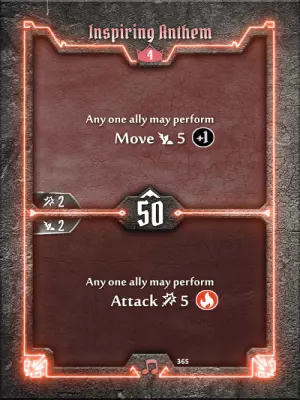 Inspiring Anthem
4
Any one ally may perform
Move 5 +1
2
50
2
Any one ally may perform
Attack 5
365